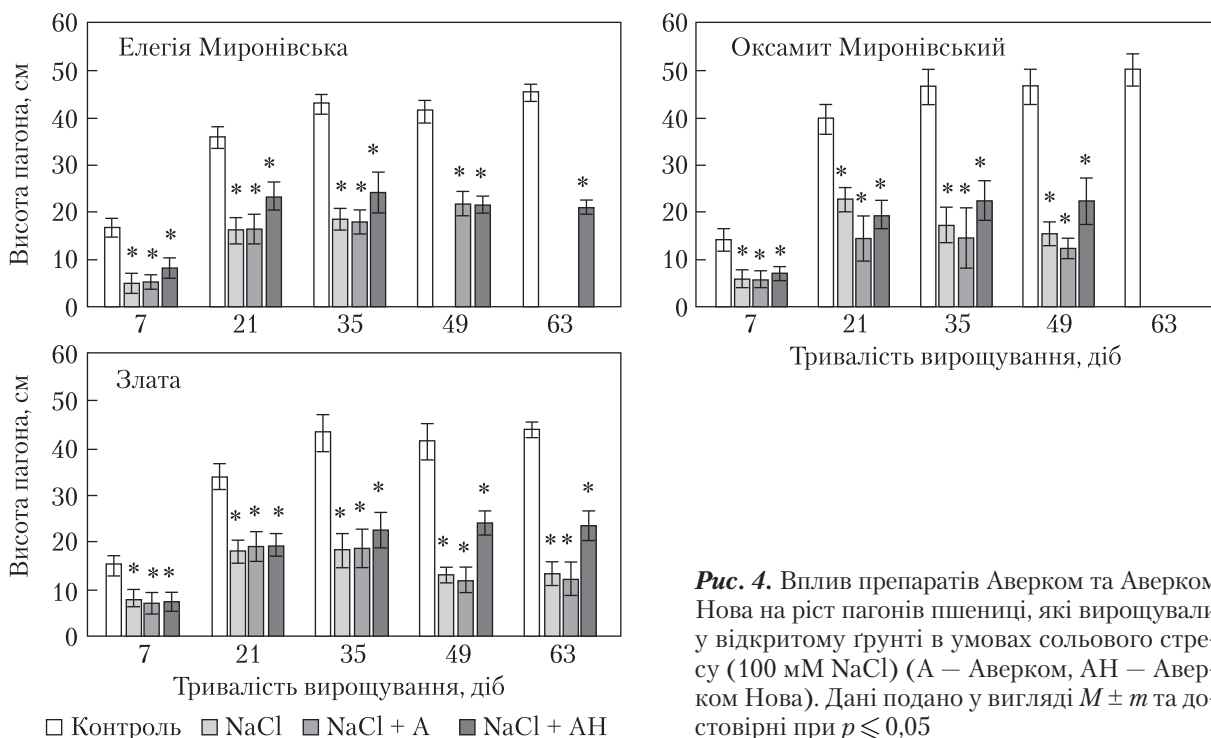 60
50
40
30
20
10
0
Висота пагона, см
Елегія Миронівська
* * *
* * *
* * *
* *
*
7 21 35 49 63
60
50
40
30
20
10
0
Оксамит Миронівський
* * *
* * *
* * *
* * *
7 21 35 49 63
Тривалість вирощування, діб
60
50
40
30
20
10
0
Висота пагона, см
Злата
* * *
* * *
* * *
* * *
* * *
7 21 35 49 63
Тривалість вирощування, діб
Контроль NaCl NaCl + А NaCl + АН
Рис. 4. Вплив препаратів Аверком та Аверком
Нова на ріст пагонів пшениці, які вирощували
у відкритому ґрунті в умовах сольового стре-
су (100 мМ NaCl) (А — Аверком, АН — Авер-
ком Нова). Дані подано у вигляді M ± m та до-
стовірні при p ⩽ 0,05